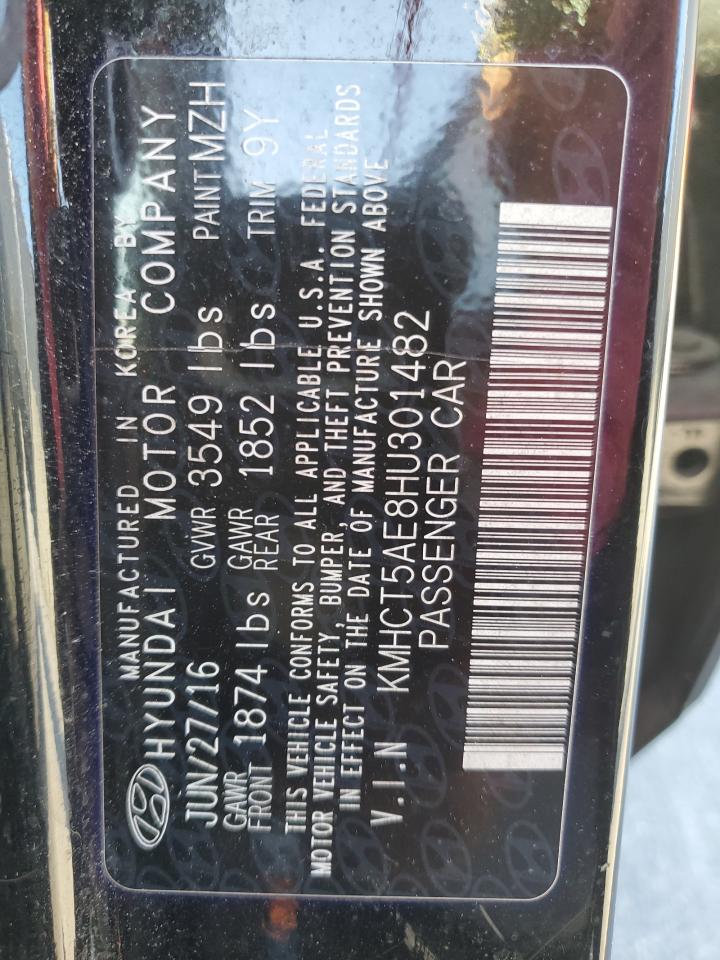 MANUFACTURED IN KOREA BY
HYUNDAI MOTOR COMPANY
JUN/27/16 GVWR 3549 lbs PAINT MZH
GAWR FRONT 1874 lbs GAWR REAR 1852 lbs TRIM 9Y
THIS VEHICLE CONFORMS TO ALL APPLICABLE U.S.A. FEDERAL
MOTOR VEHICLE SAFETY, BUMPER, AND THEFT PREVENTION STANDARDS
IN EFFECT ON THE DATE OF MANUFACTURE SHOWN ABOVE
V.I.N KMHCT5AE8HU301482
PASSENGER CAR